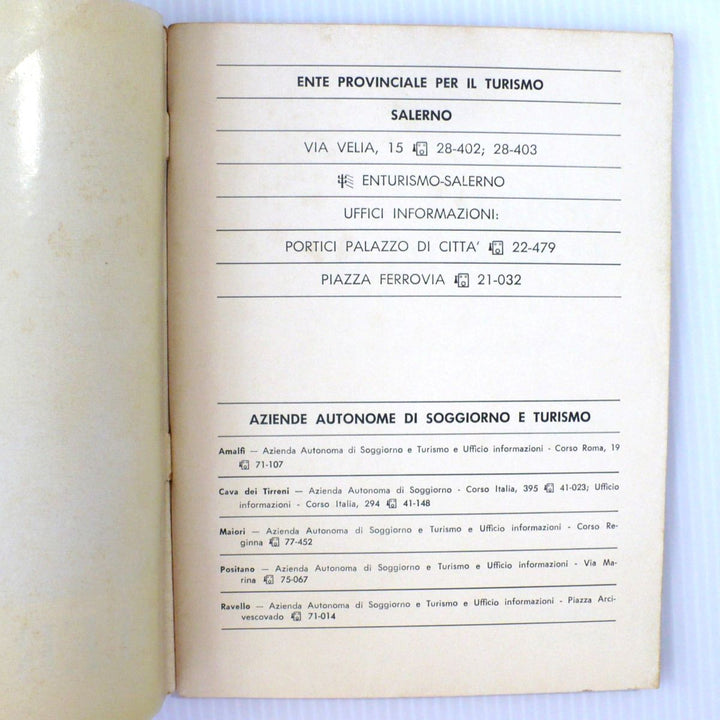 ENTE PROVINCIALE PER IL TURISMO
SALERNO
VIA VELIA, 15 28-402; 28-403
ENTURISMO-SALERNO
UFFICI INFORMAZIONI:
PORTICI PALAZZO DI CITTA' 22-479
PIAZZA FERROVIA 21-032
AZIENDE AUTONOME DI SOGGIORNO E TURISMO
Amalfi — Azienda Autonoma di Soggiorno e Turismo e Ufficio informazioni - Corso Roma, 19
71-107
Cava dei Tirreni — Azienda Autonoma di Soggiorno - Corso Italia, 395 41-023; Ufficio
informazioni - Corso Italia, 294 41-148
Maiori — Azienda Autonoma di Soggiorno e Turismo e Ufficio informazioni - Corso Re-
ginna 77-452
Positano — Azienda Autonoma di Soggiorno e Turismo e Ufficio informazioni - Via Ma-
rina 75-067
Ravello — Azienda Autonoma di Soggiorno e Turismo e Ufficio informazioni - Piazza Arci-
vescovado 71-014